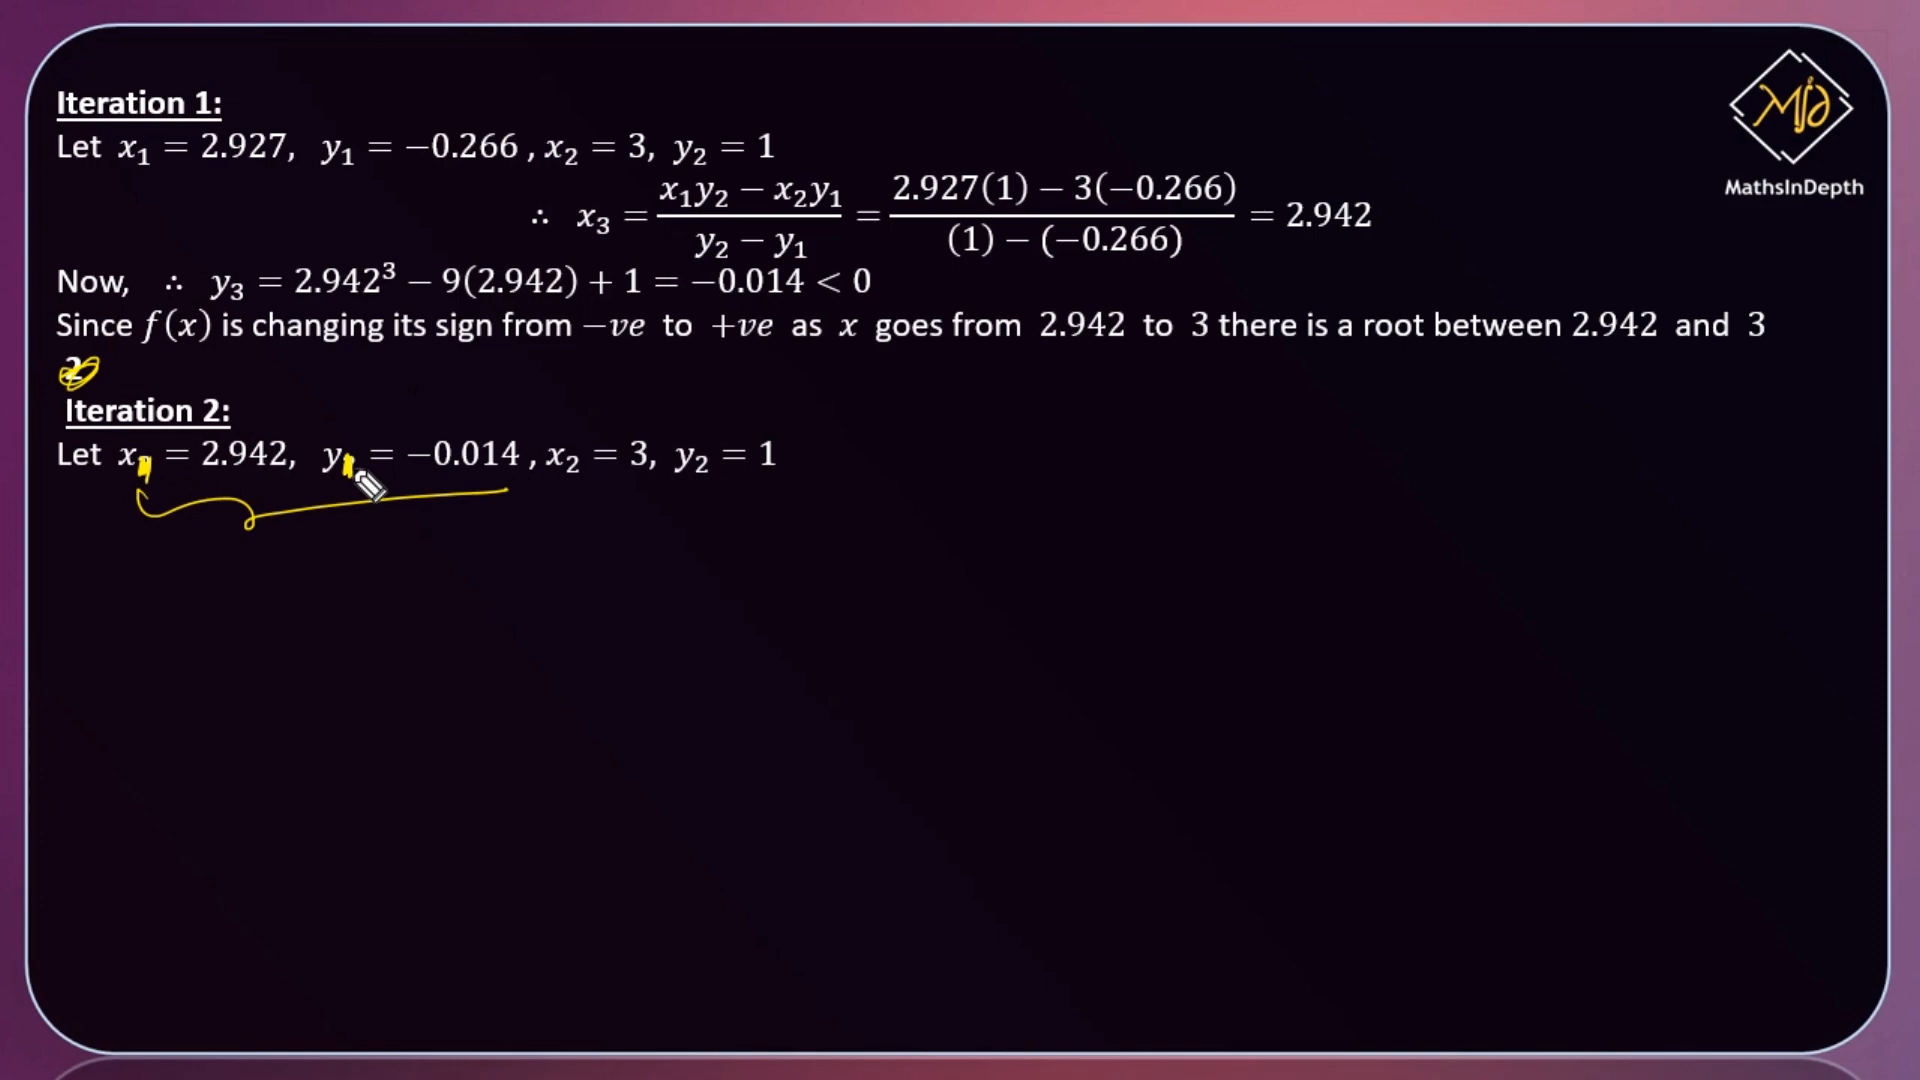 Iteration 1:
Let x₁ = 2.927, y₁ = −0.266 , x₂ = 3, y₂ = 1
∴ x₃ = (x₁y₂ − x₂y₁)/(y₂ − y₁) = (2.927(1) − 3(−0.266))/((1) − (−0.266)) = 2.942
Now, ∴ y₃ = 2.942³ − 9(2.942) + 1 = −0.014 < 0
Since f(x) is changing its sign from −ve to +ve as x goes from 2.942 to 3 there is a root between 2.942 and 3
2
Iteration 2:
Let x₁ = 2.942, y₁ = −0.014 , x₂ = 3, y₂ = 1
MathsInDepth